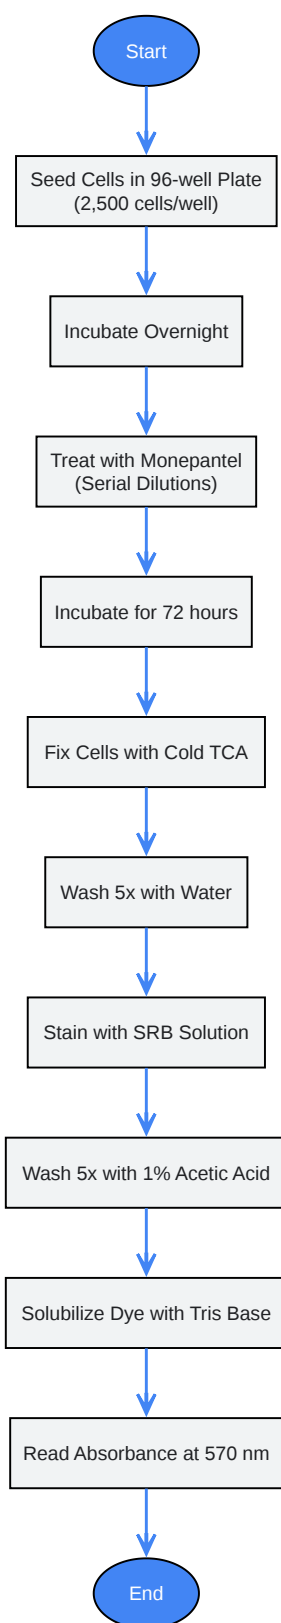 Start
Seed Cells in 96-well Plate
(2,500 cells/well)
Incubate Overnight
Treat with Monepantel
(Serial Dilutions)
Incubate for 72 hours
Fix Cells with Cold TCA
Wash 5x with Water
Stain with SRB Solution
Wash 5x with 1% Acetic Acid
Solubilize Dye with Tris Base
Read Absorbance at 570 nm
End